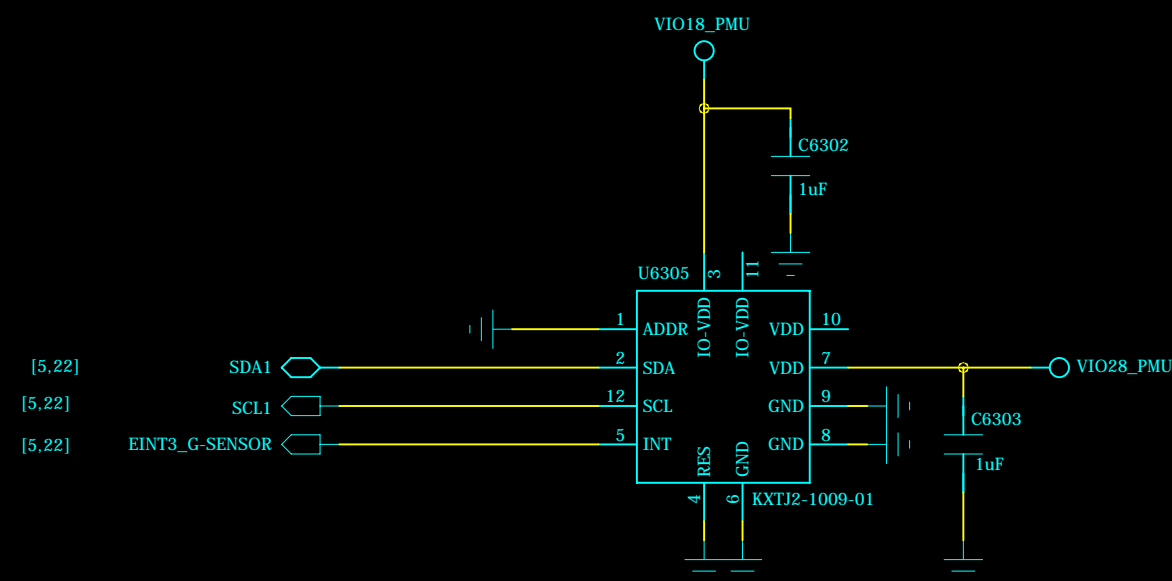 VIO18_PMU
C6302
1uF
U6305
3
11
IO-VDD
IO-VDD
1
ADDR
VDD
10
[5,22]
SDA1
2
SDA
VDD
7
VIO28_PMU
[5,22]
SCL1
12
SCL
GND
9
C6303
[5,22]
EINT3_G-SENSOR
5
INT
GND
8
1uF
RES
GND
4
6
KXTJ2-1009-01